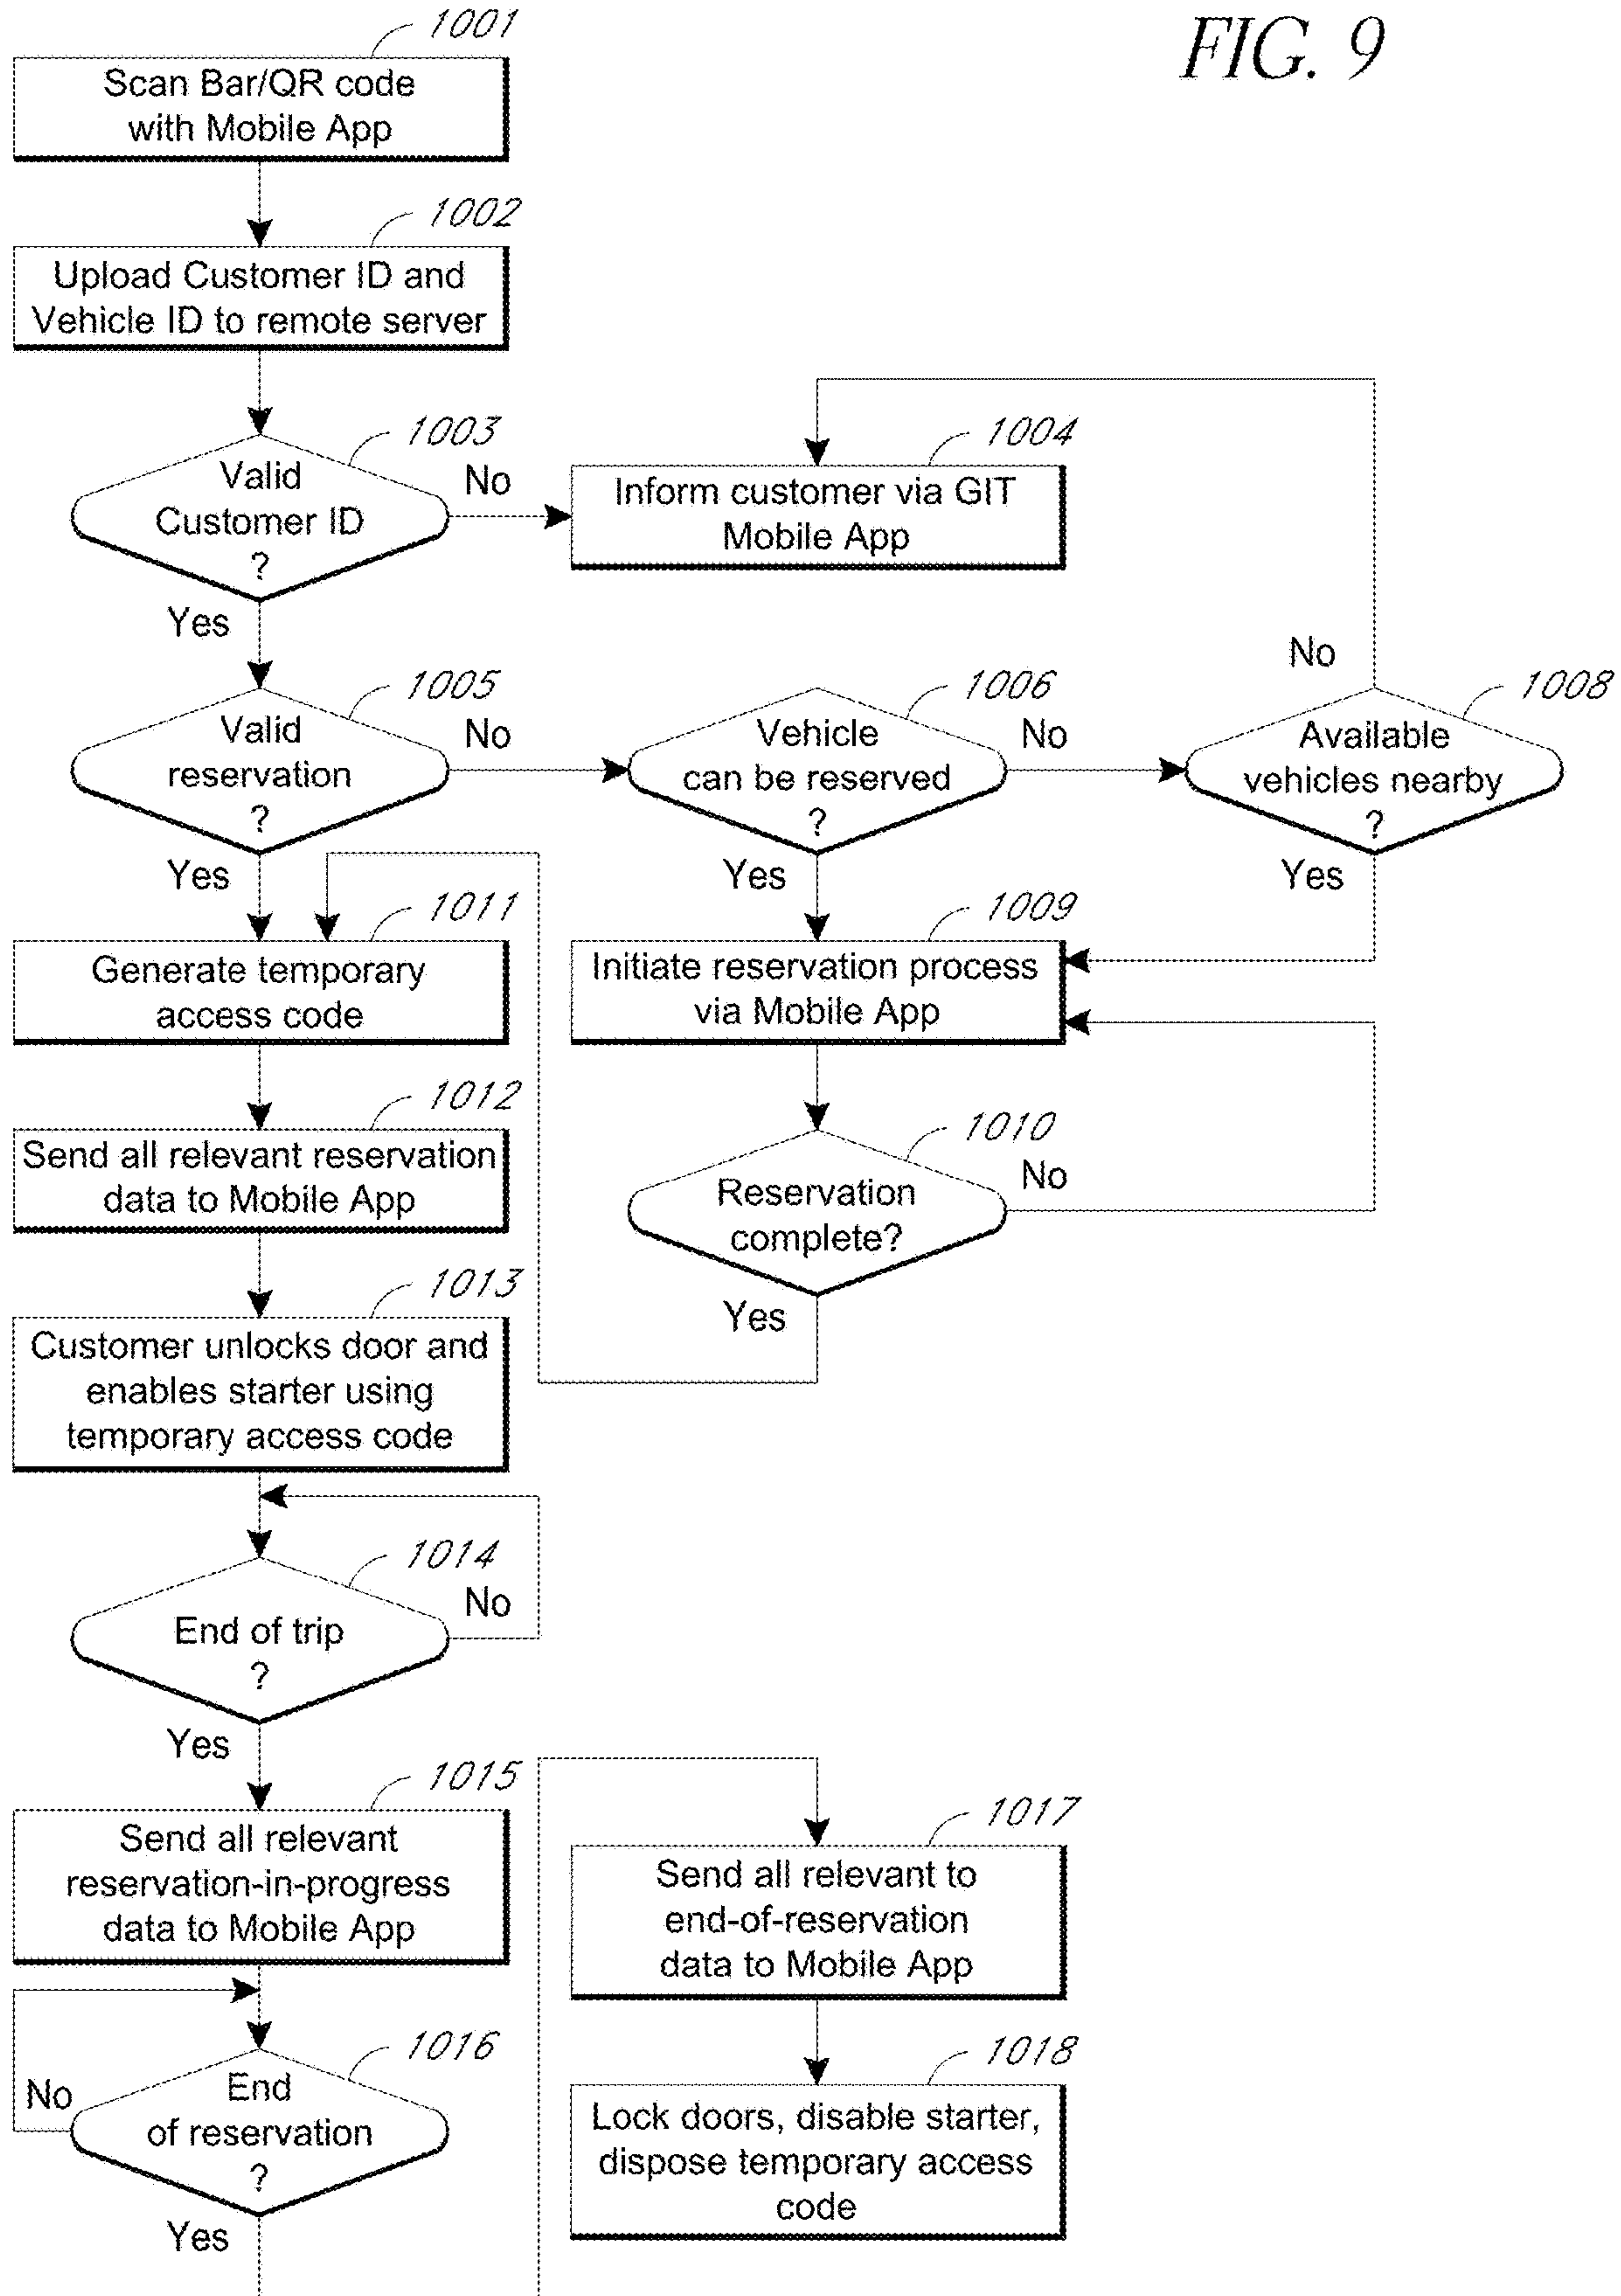 FIG. 9
1001
Scan Bar/QR code
with Mobile App
1002
Upload Customer ID and
Vehicle ID to remote server
1003
Valid
Customer ID
?
No
Yes
1004
Inform customer via GIT
Mobile App
1005
Valid
reservation
?
No
Yes
1006
Vehicle
can be reserved
?
No
Yes
No
1008
Available
vehicles nearby
?
Yes
1011
Generate temporary
access code
1009
Initiate reservation process
via Mobile App
1012
Send all relevant reservation
data to Mobile App
1010
Reservation
complete?
No
Yes
1013
Customer unlocks door and
enables starter using
temporary access code
1014
End of trip
?
No
Yes
1015
Send all relevant
reservation-in-progress
data to Mobile App
1016
End
of reservation
?
No
Yes
1017
Send all relevant to
end-of-reservation
data to Mobile App
1018
Lock doors, disable starter,
dispose temporary access
code